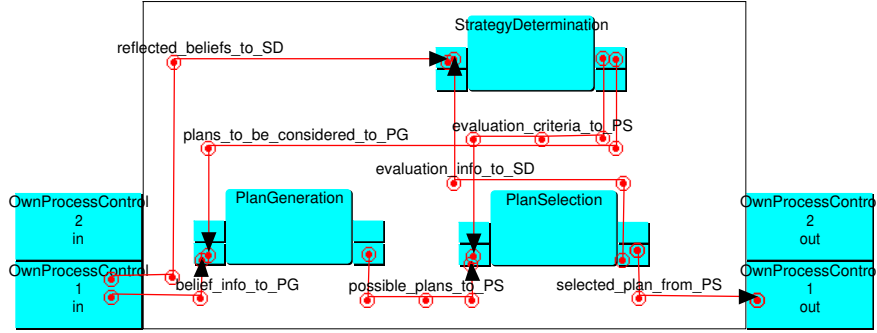 StrategyDetermination
reflected_beliefs_to_SD
evaluation_criteria_to_PS
plans_to_be_considered_to_PG
evaluation_info_to_SD
OwnProcessControl
2
in
PlanGeneration
PlanSelection
OwnProcessContro
2
out
OwnProcessControl
1
in
belief_info_to_PG
possible_plans_to_PS
selected_plan_from_PS
OwnProcessContro
1
out